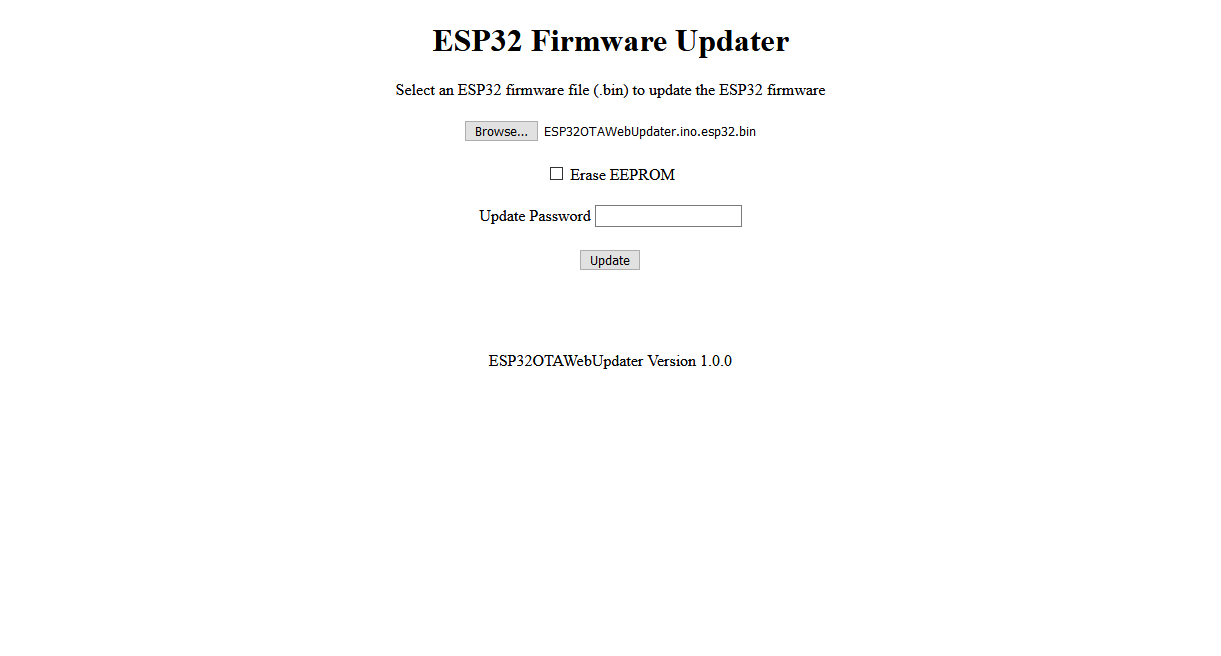 ESP32 Firmware Updater
Select an ESP32 firmware file (.bin) to update the ESP32 firmware
Browse... ESP32OTAWebUpdater.ino.esp32.bin
Erase EEPROM
Update Password
Update
ESP32OTAWebUpdater Version 1.0.0